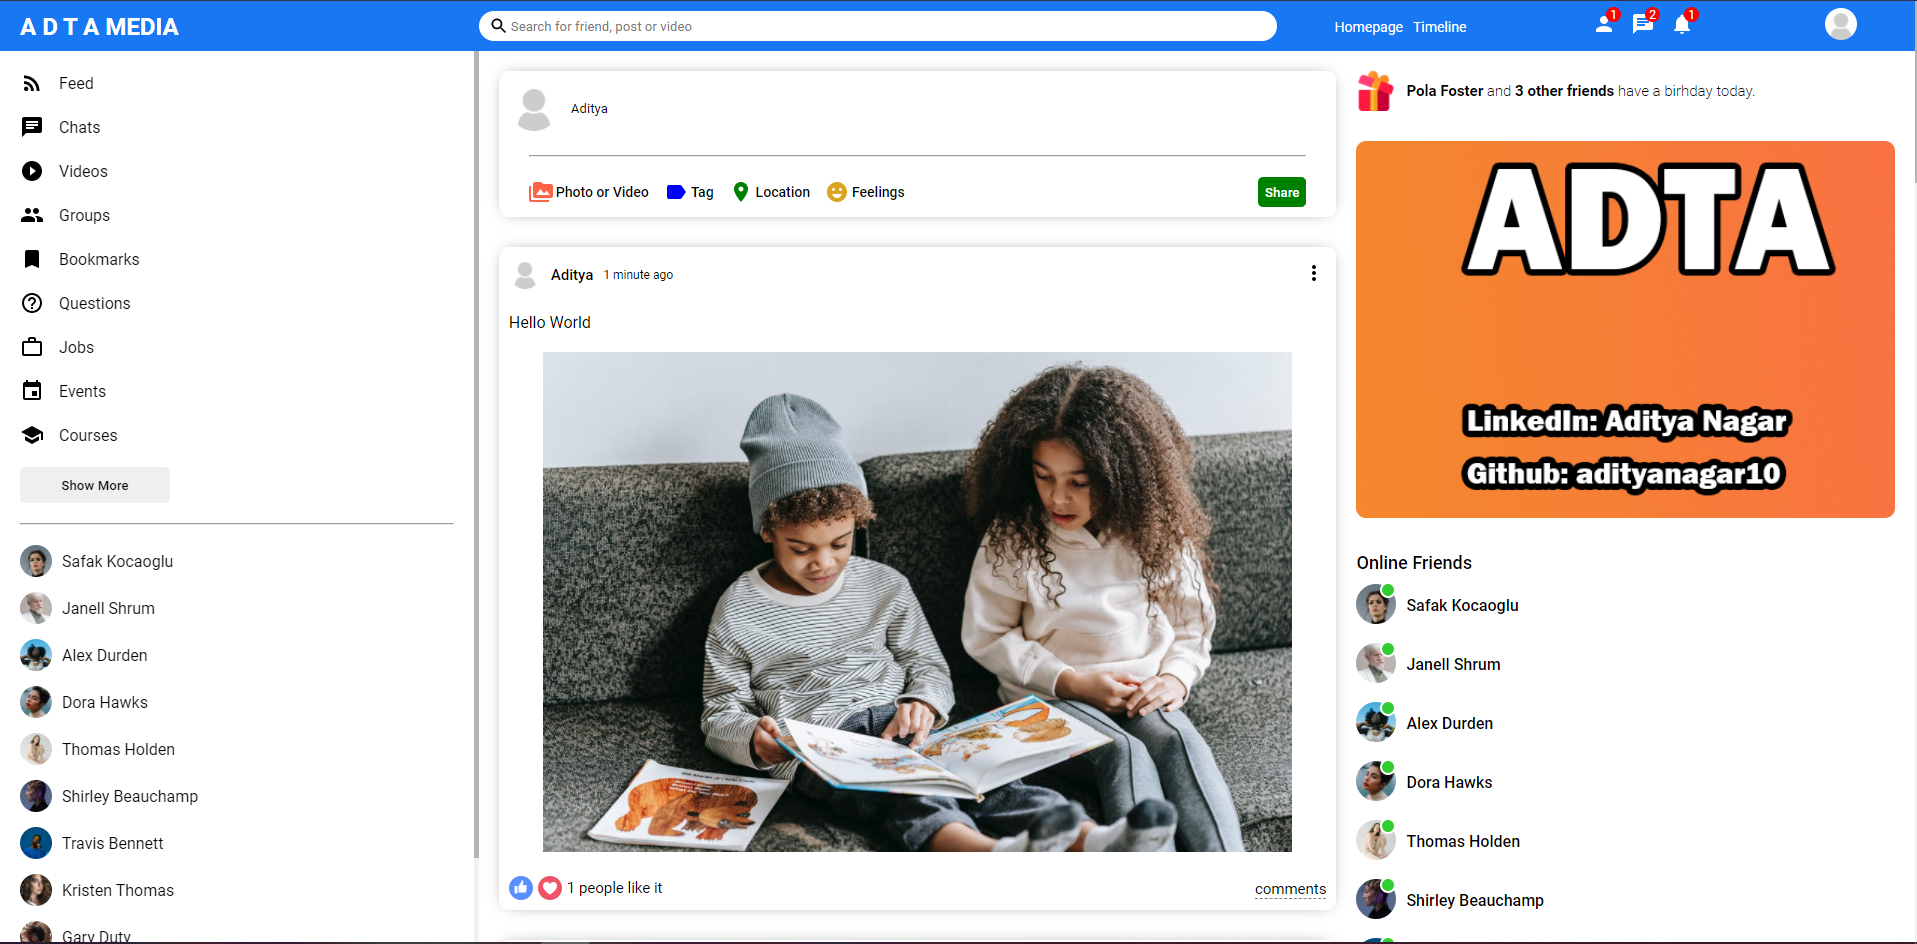 A D T A MEDIA
Search for friend, post or video
Homepage Timeline
1
2
1
Feed
Chats
Videos
Groups
Bookmarks
Questions
Jobs
Events
Courses
Show More
Safak Kocaoglu
Janell Shrum
Alex Durden
Dora Hawks
Thomas Holden
Shirley Beauchamp
Travis Bennett
Kristen Thomas
Gary Duty
Aditya
Photo or Video Tag Location Feelings Share
Aditya 1 minute ago
Hello World
1 people like it comments
Pola Foster and 3 other friends have a birhday today.
ADTA
LinkedIn: Aditya Nagar
Github: adityanagar10
Online Friends
Safak Kocaoglu
Janell Shrum
Alex Durden
Dora Hawks
Thomas Holden
Shirley Beauchamp